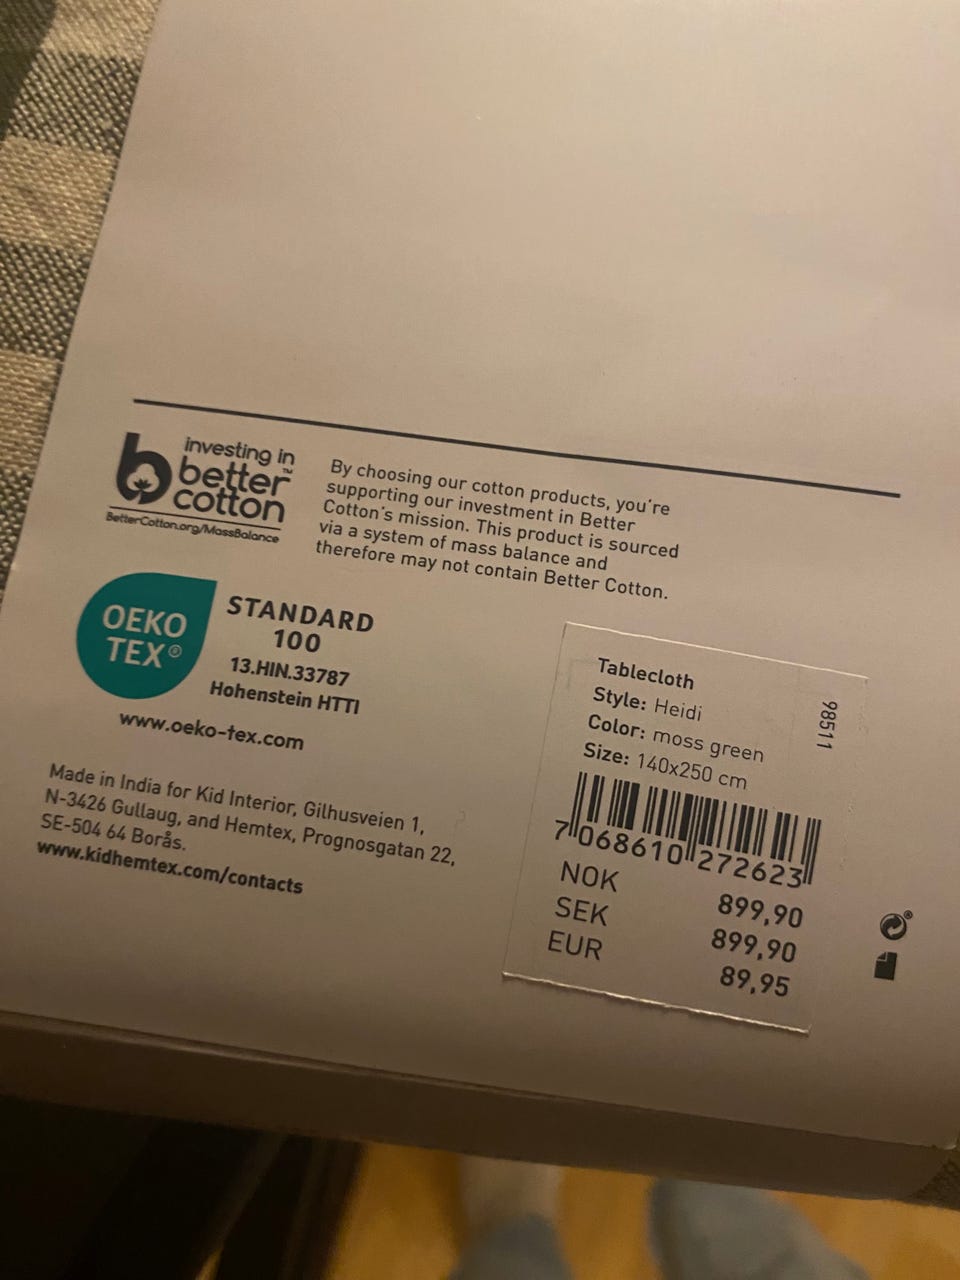 investing in
better™
cotton
BetterCotton.org/MassBalance
By choosing our cotton products, you're
supporting our investment in Better
Cotton's mission. This product is sourced
via a system of mass balance and
therefore may not contain Better Cotton.
OEKO
TEX®
STANDARD
100
13.HIN.33787
Hohenstein HTTI
www.oeko-tex.com
Made in India for Kid Interior, Gilhusveien 1,
N-3426 Gullaug, and Hemtex, Prognosgatan 22,
SE-504 64 Borås.
www.kidhemtex.com/contacts
Tablecloth
Style: Heidi
Color: moss green
Size: 140x250 cm
98511
7 068610 272623
NOK 899,90
SEK 899,90
EUR 89,95